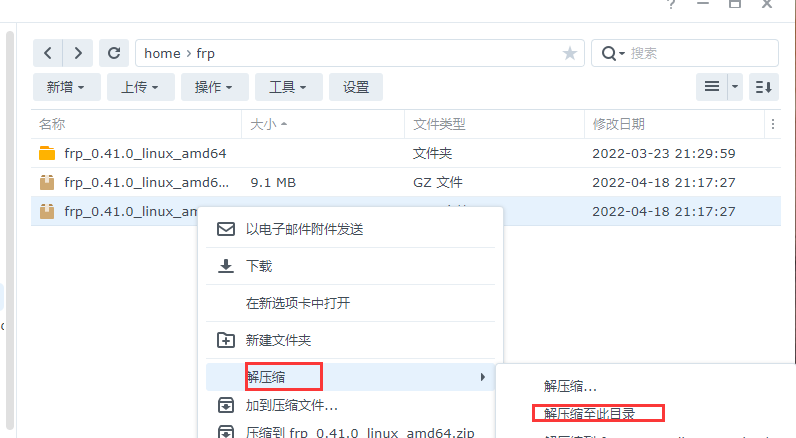 home › frp
搜索
新增 上传 操作 工具 设置
名称 大小 文件类型 修改日期
frp_0.41.0_linux_amd64 文件夹 2022-03-23 21:29:59
frp_0.41.0_linux_amd6... 9.1 MB GZ 文件 2022-04-18 21:17:27
frp_0.41.0_linux_am 2022-04-18 21:17:27
以电子邮件附件发送
下载
在新选项卡中打开
新建文件夹
解压缩
解压缩...
加到压缩文件...
解压缩至此目录
压缩到 frp_0.41.0_linux_amd64.zip